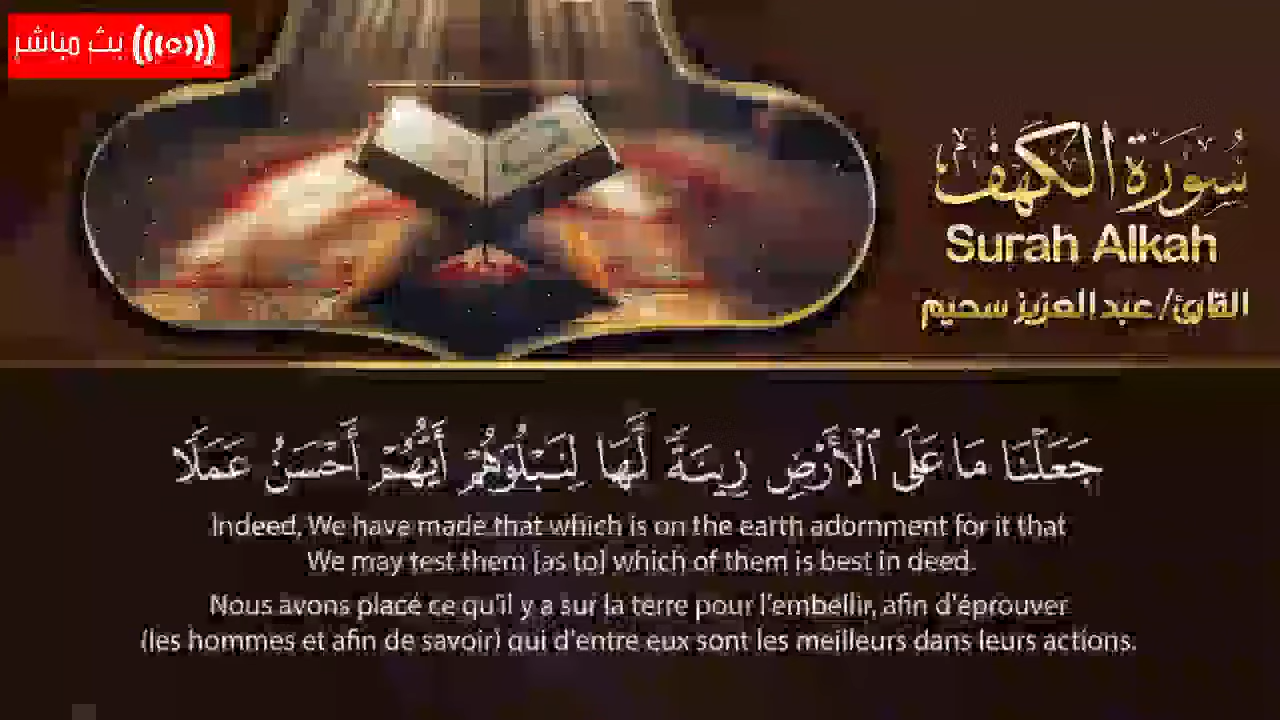 بث مباشر
سُورَةُ الكَهْف
Surah Alkah
القارئ/ عبد العزيز سحيم
جَعَلْنَا مَا عَلَى ٱلْأَرْضِ زِينَةً لَّهَا لِنَبْلُوَهُمْ أَيُّهُمْ أَحْسَنُ عَمَلًا
Indeed, We have made that which is on the earth adornment for it that
We may test them [as to] which of them is best in deed.
Nous avons placé ce qu'il y a sur la terre pour l'embellir, afin d'éprouver
(les hommes et afin de savoir) qui d'entre eux sont les meilleurs dans leurs actions.